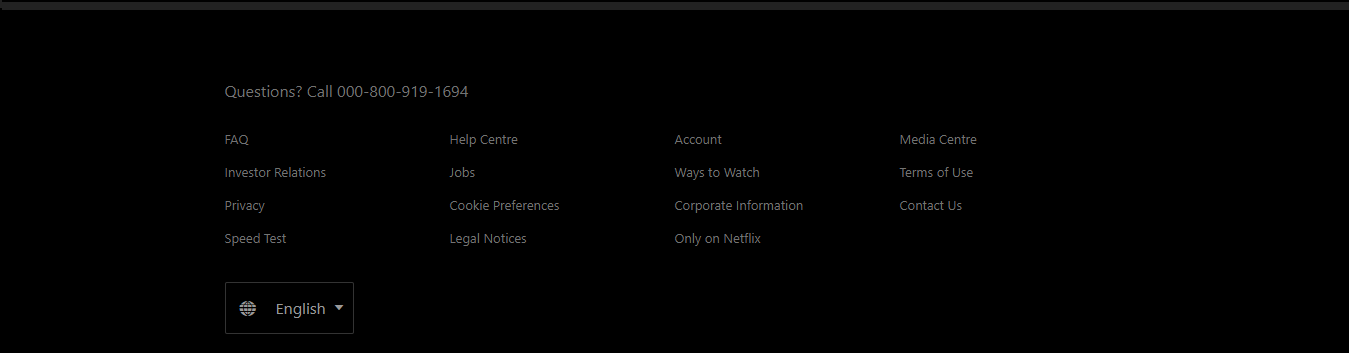 Questions? Call 000-800-919-1694
FAQ Help Centre Account Media Centre
Investor Relations Jobs Ways to Watch Terms of Use
Privacy Cookie Preferences Corporate Information Contact Us
Speed Test Legal Notices Only on Netflix
English